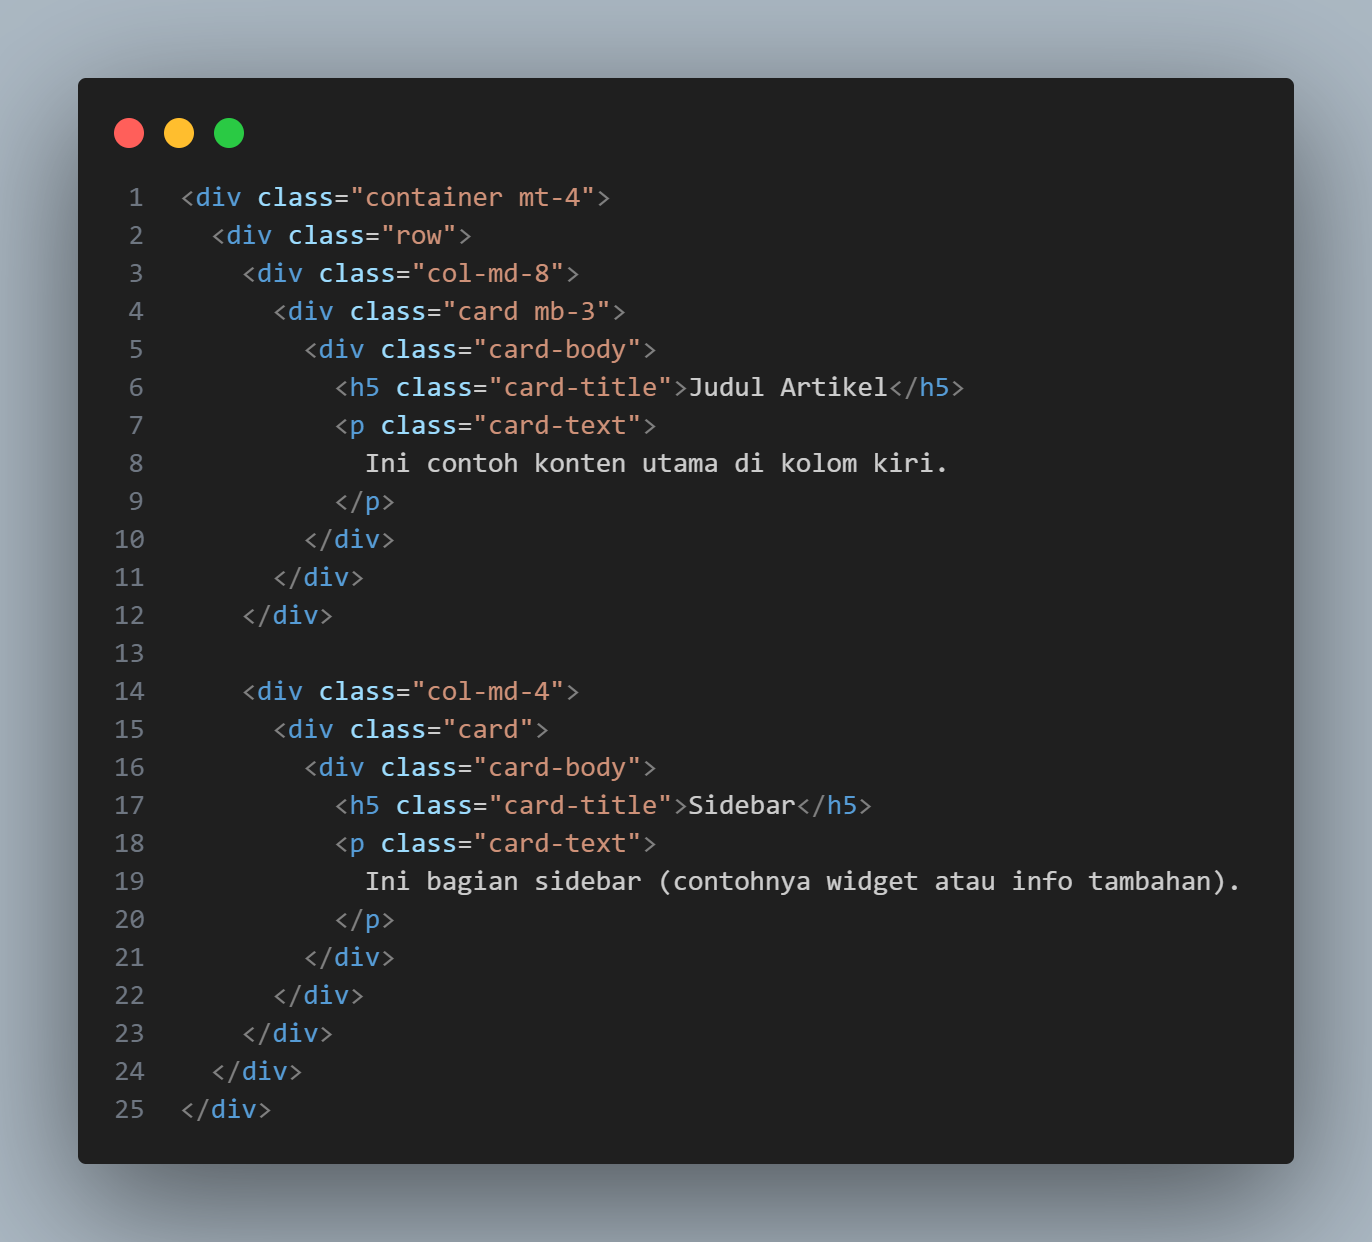 1 <div class="container mt-4">
2   <div class="row">
3     <div class="col-md-8">
4       <div class="card mb-3">
5         <div class="card-body">
6           <h5 class="card-title">Judul Artikel</h5>
7           <p class="card-text">
8             Ini contoh konten utama di kolom kiri.
9           </p>
10         </div>
11       </div>
12     </div>
13
14     <div class="col-md-4">
15       <div class="card">
16         <div class="card-body">
17           <h5 class="card-title">Sidebar</h5>
18           <p class="card-text">
19             Ini bagian sidebar (contohnya widget atau info tambahan).
20           </p>
21         </div>
22       </div>
23     </div>
24   </div>
25 </div>